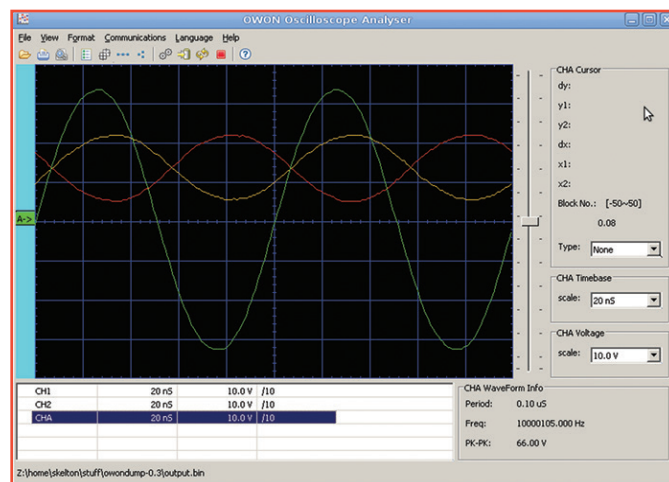 OWON Oscilloscope Analyser
File View Format Communications Language Help
CHA Cursor
dy:
y1:
y2:
dx:
x1:
x2:
Block No.: [-50~50]
0.08
Type: None
A->
CHA Timebase
scale: 20 nS
CHA Voltage
scale: 10.0 V
CH1 20 nS 10.0 V /10
CH2 20 nS 10.0 V /10
CHA 20 nS 10.0 V /10
CHA WaveForm Info
Period: 0.10 uS
Freq: 10000105.000 Hz
PK-PK: 66.00 V
Z:\home\skelton\stuff\owondump-0.3\output.bin